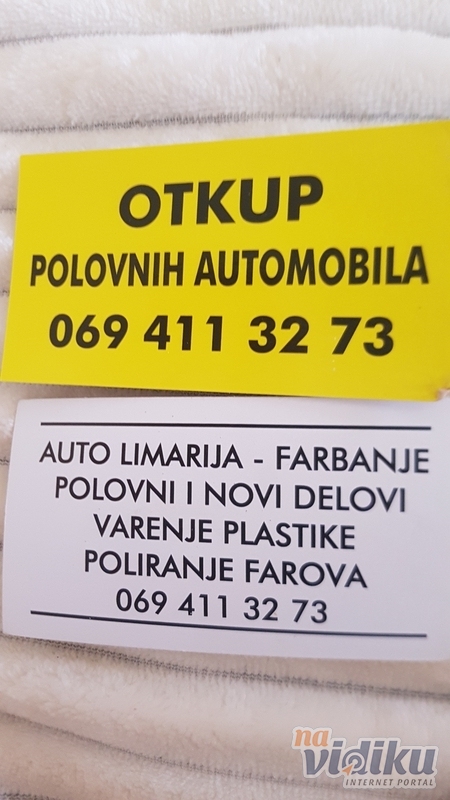 OTKUP
POLOVNIH AUTOMOBILA
069 411 32 73
AUTO LIMARIJA - FARBANJE
POLOVNI I NOVI DELOVI
VARENJE PLASTIKE
POLIRANJE FAROVA
069 411 32 73
na
vidiku
INTERNET PORTAL